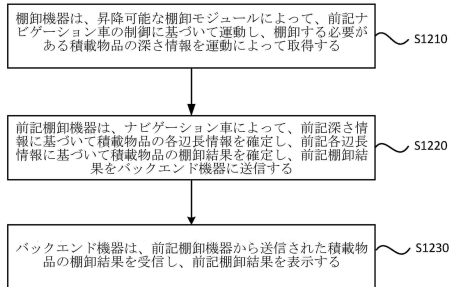 棚卸機器は、昇降可能な棚卸モジュールによって、前記ナ
ビゲーション車の制御に基づいて運動し、棚卸する必要が
ある積載物品の深さ情報を運動によって取得する
S1210
前記棚卸機器は、ナビゲーション車によって、前記深さ情
報に基づいて積載物品の各辺長情報を確定し、前記各辺長
情報に基づいて積載物品の棚卸結果を確定し、前記棚卸結
果をバックエンド機器に送信する
S1220
バックエンド機器は、前記棚卸機器から送信された積載物
品の棚卸結果を受信し、前記棚卸結果を表示する
S1230